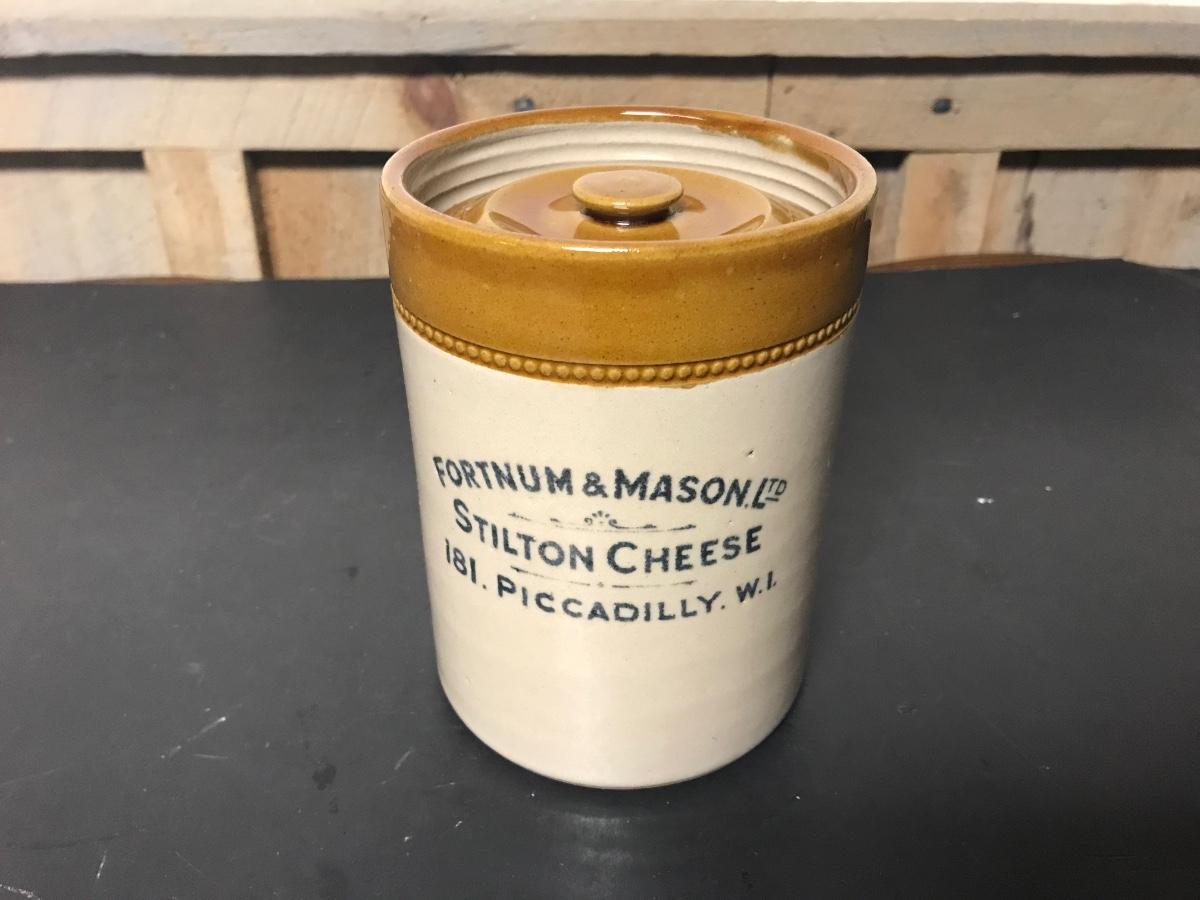 FORTNUM & MASON, LTD
STILTON CHEESE
181. PICCADILLY. W.1.